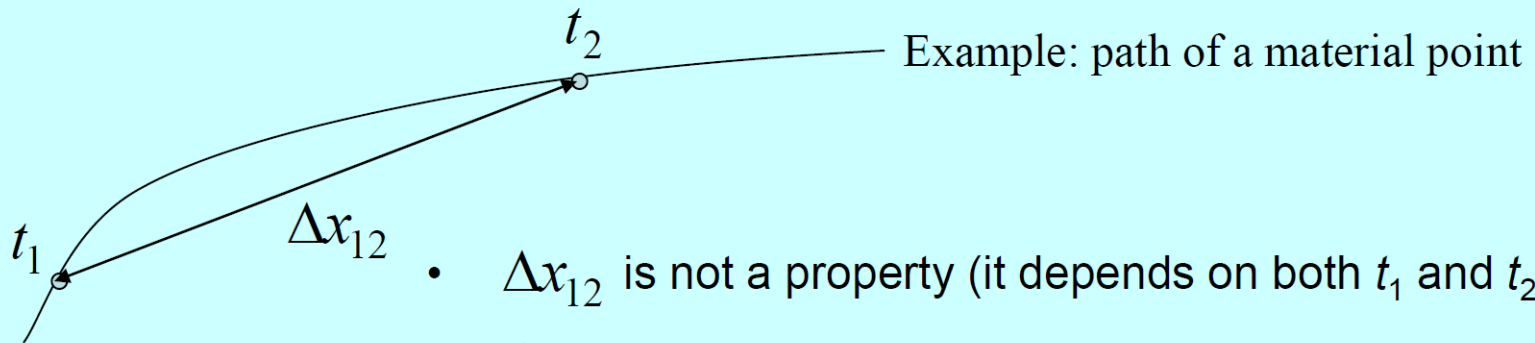 t₂
Example: path of a material point
Δx₁₂
t₁
• Δx₁₂ is not a property (it depends on both t₁ and t₂